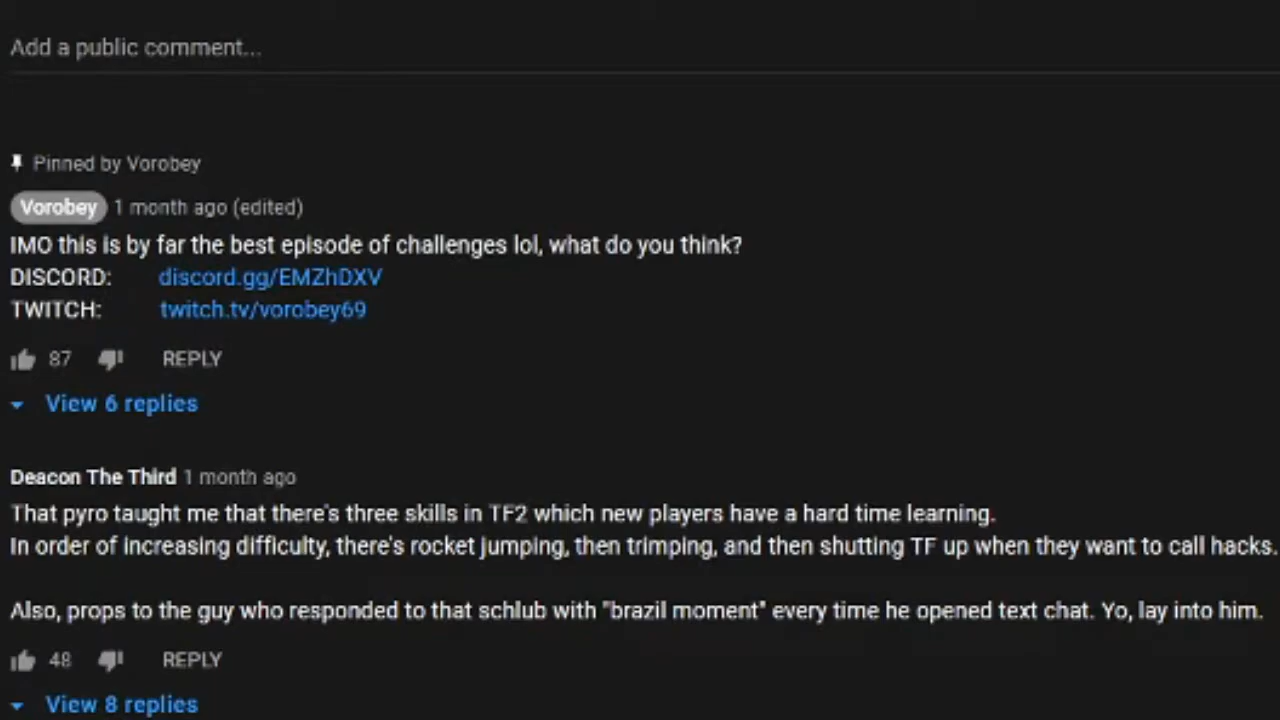 Add a public comment...
Pinned by Vorobey
Vorobey 1 month ago (edited)
IMO this is by far the best episode of challenges lol, what do you think?
DISCORD: discord.gg/EMZhDXV
TWITCH: twitch.tv/vorobey69
87 REPLY
View 6 replies
Deacon The Third 1 month ago
That pyro taught me that there's three skills in TF2 which new players have a hard time learning.
In order of increasing difficulty, there's rocket jumping, then trimping, and then shutting TF up when they want to call hacks.
Also, props to the guy who responded to that schlub with "brazil moment" every time he opened text chat. Yo, lay into him.
48 REPLY
View 8 replies